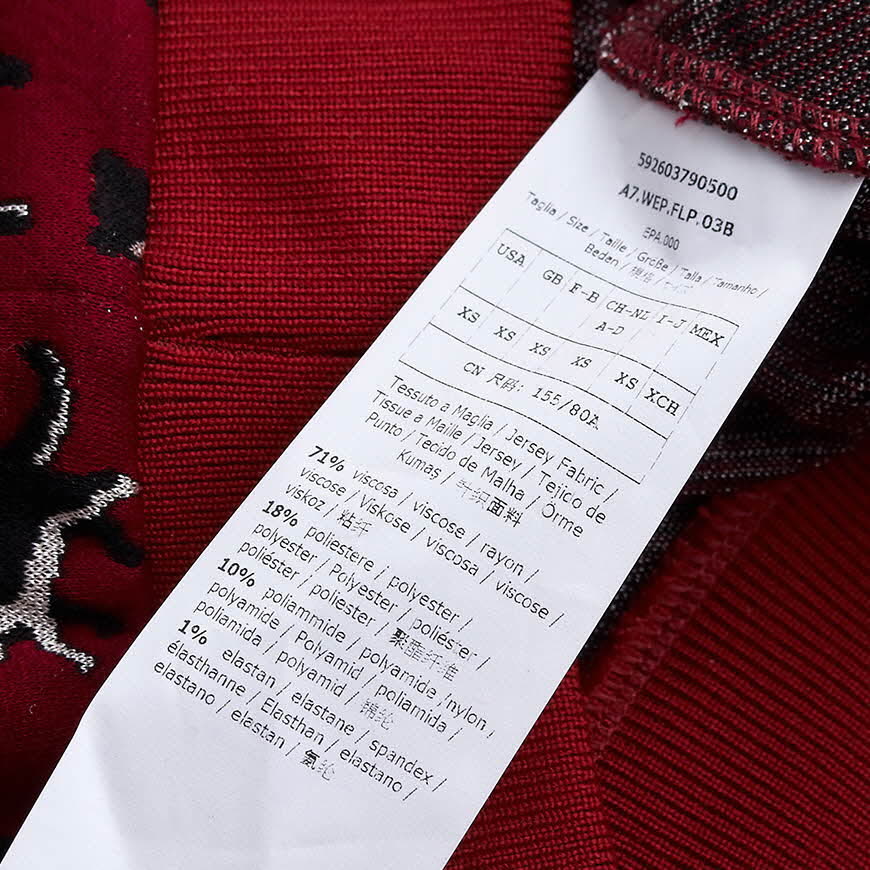 592603790500
A7.WEP.FLP.03B
EPA.000
Taglia / Size / Taille / Größe / Talla / Tamanho /
Beden / 规格 / サイズ
USA GB F-B CH-NL I-J MEX
A-D
XS XS XS XS XS XCH
CN 尺码: 155/80A
Tessuto a Maglia / Jersey Fabric /
Tissue a Maille / Jersey / Tejido de
Punto / Tecido de Malha / Örme
Kumas / 针织面料
71% viscosa / viscose / rayon /
viscose / Viskose / viscosa / viscose /
viskoz / 粘纤
18% poliestere / polyester /
polyester / Polyester / poliéster /
poliéster / poliester / 聚酯纤维
10% poliammide / polyamide /nylon /
polyamide / Polyamid / poliamida /
poliamida / polyamid / 锦纶
1% elastan / elastane / spandex /
élasthanne / Elasthan / elastano /
elastano / elastan / 氨纶